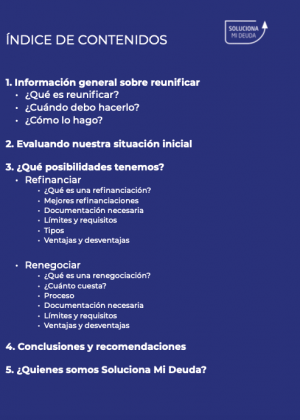 ÍNDICE DE CONTENIDOS
SOLUCIONA
MI DEUDA
1. Información general sobre reunificar
• ¿Qué es reunificar?
• ¿Cuándo debo hacerlo?
• ¿Cómo lo hago?
2. Evaluando nuestra situación inicial
3. ¿Qué posibilidades tenemos?
• Refinanciar
• ¿Qué es una refinanciación?
• Mejores refinanciaciones
• Documentación necesaria
• Límites y requisitos
• Tipos
• Ventajas y desventajas
• Renegociar
• ¿Qué es una renegociación?
• ¿Cuánto cuesta?
• Proceso
• Documentación necesaria
• Límites y requisitos
• Ventajas y desventajas
4. Conclusiones y recomendaciones
5. ¿Quienes somos Soluciona Mi Deuda?